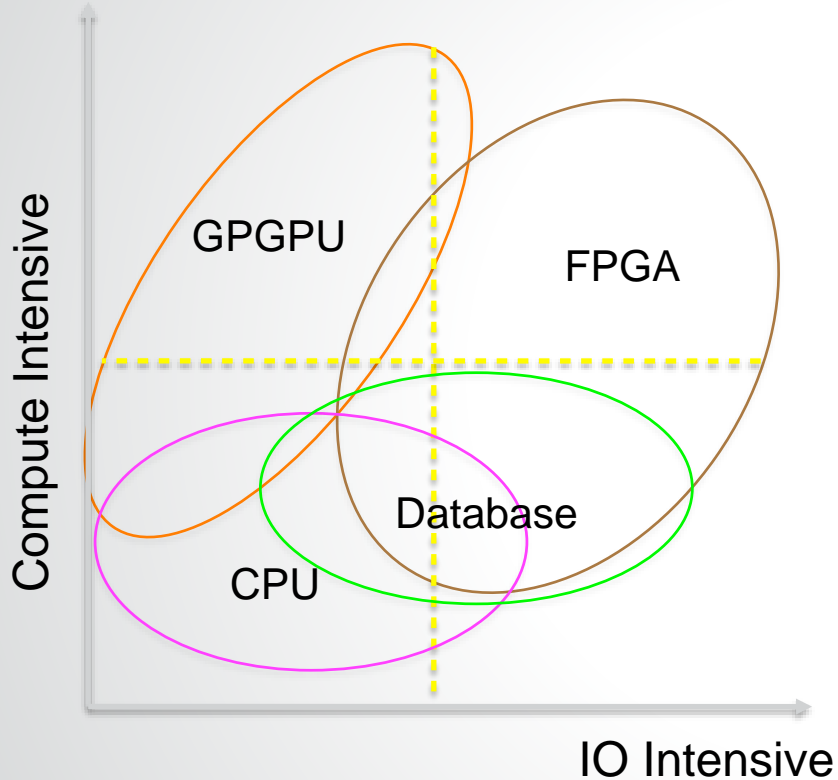 GPGPU
FPGA
Compute Intensive
Database
CPU
IO Intensive